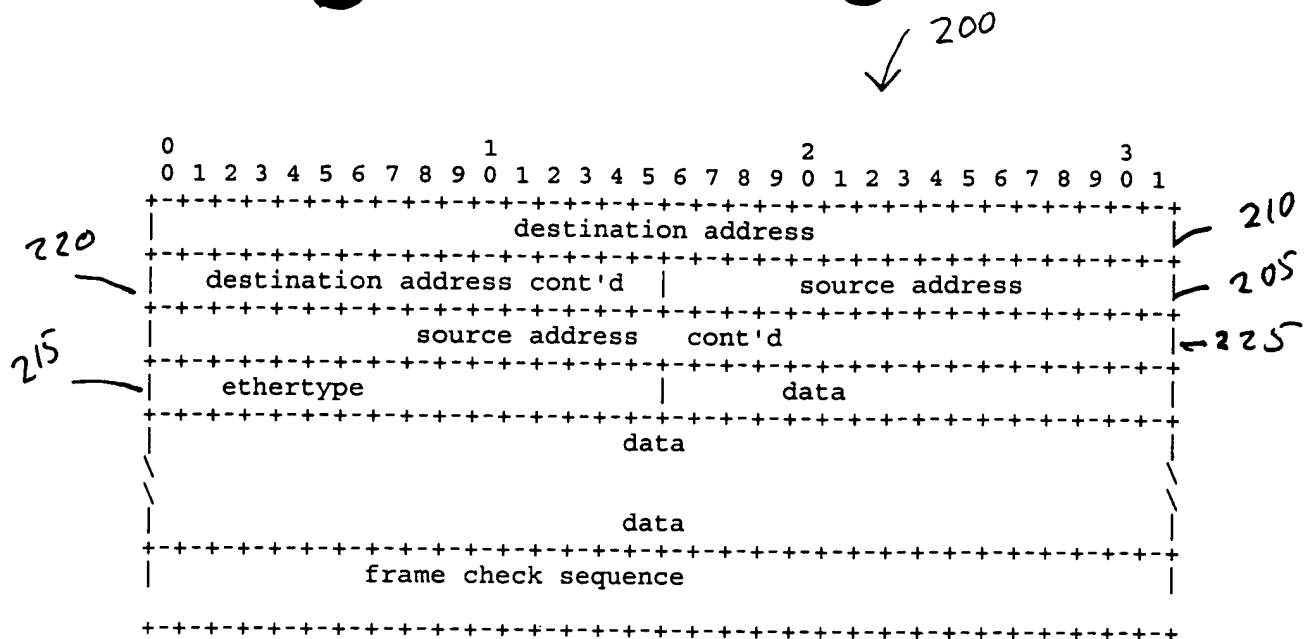 200
0 1 2 3
0 1 2 3 4 5 6 7 8 9 0 1 2 3 4 5 6 7 8 9 0 1 2 3 4 5 6 7 8 9 0 1
+-+-+-+-+-+-+-+-+-+-+-+-+-+-+-+-+-+-+-+-+-+-+-+-+-+-+-+-+-+-+-+-+
| destination address | 210
+-+-+-+-+-+-+-+-+-+-+-+-+-+-+-+-+-+-+-+-+-+-+-+-+-+-+-+-+-+-+-+-+
220 | destination address cont'd | source address | 205
+-+-+-+-+-+-+-+-+-+-+-+-+-+-+-+-+-+-+-+-+-+-+-+-+-+-+-+-+-+-+-+-+
| source address cont'd | 225
+-+-+-+-+-+-+-+-+-+-+-+-+-+-+-+-+-+-+-+-+-+-+-+-+-+-+-+-+-+-+-+-+
215 | ethertype | data |
+-+-+-+-+-+-+-+-+-+-+-+-+-+-+-+-+-+-+-+-+-+-+-+-+-+-+-+-+-+-+-+-+
| data |
\ \
\ \
| data |
+-+-+-+-+-+-+-+-+-+-+-+-+-+-+-+-+-+-+-+-+-+-+-+-+-+-+-+-+-+-+-+-+
| frame check sequence |
+-+-+-+-+-+-+-+-+-+-+-+-+-+-+-+-+-+-+-+-+-+-+-+-+-+-+-+-+-+-+-+-+